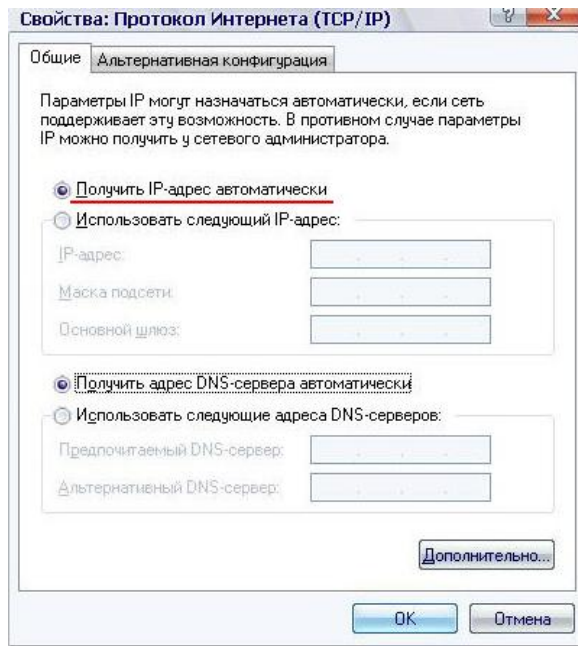 Свойства: Протокол Интернета (TCP/IP)
Общие
Альтернативная конфигурация
Параметры IP могут назначаться автоматически, если сеть
поддерживает эту возможность. В противном случае параметры
IP можно получить у сетевого администратора.
Получить IP-адрес автоматически
Использовать следующий IP-адрес:
IP-адрес:
Маска подсети:
Основной шлюз:
Получить адрес DNS-сервера автоматически
Использовать следующие адреса DNS-серверов:
Предпочитаемый DNS-сервер:
Альтернативный DNS-сервер:
Дополнительно...
OK
Отмена